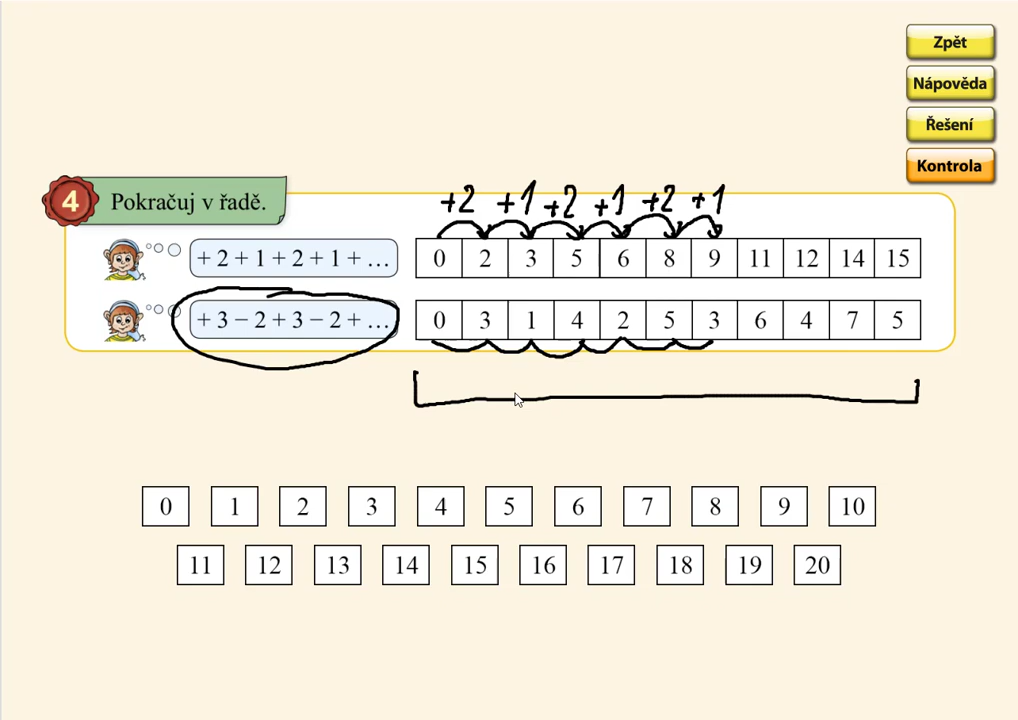 Zpět
Nápověda
Řešení
Kontrola
4 Pokračuj v řadě.
+2 +1 +2 +1 +2 +1
+ 2 + 1 + 2 + 1 + … 0 2 3 5 6 8 9 11 12 14 15
+ 3 − 2 + 3 − 2 + … 0 3 1 4 2 5 3 6 4 7 5
0 1 2 3 4 5 6 7 8 9 10
11 12 13 14 15 16 17 18 19 20